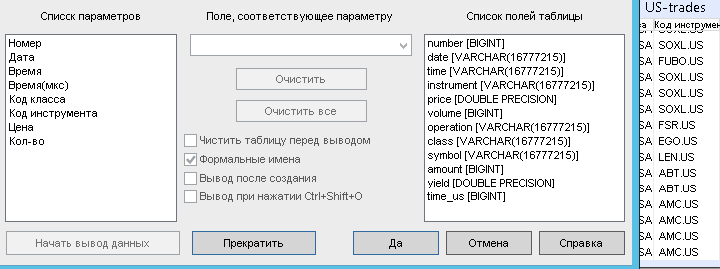 Список параметров
Поле, соответствующее параметру
Список полей таблицы
Номер
Дата
Время
Время(мкс)
Код класса
Код инструмента
Цена
Кол-во
Очистить
Очистить все
Чистить таблицу перед выводом
Формальные имена
Вывод после создания
Вывод при нажатии Ctrl+Shift+O
number [BIGINT]
date [VARCHAR(16777215)]
time [VARCHAR(16777215)]
instrument [VARCHAR(16777215)]
price [DOUBLE PRECISION]
volume [BIGINT]
operation [VARCHAR(16777215)]
class [VARCHAR(16777215)]
symbol [VARCHAR(16777215)]
amount [BIGINT]
yield [DOUBLE PRECISION]
time_us [BIGINT]
Начать вывод данных
Прекратить
Да
Отмена
Справка
US-trades
са Код инструмен
SA SOXL.US
SA FUBO.US
SA SOXL.US
SA SOXL.US
SA SOXL.US
SA FSR.US
SA EGO.US
SA LEN.US
SA ABT.US
SA ABT.US
SA AMC.US
SA AMC.US
SA AMC.US
SA AMC.US